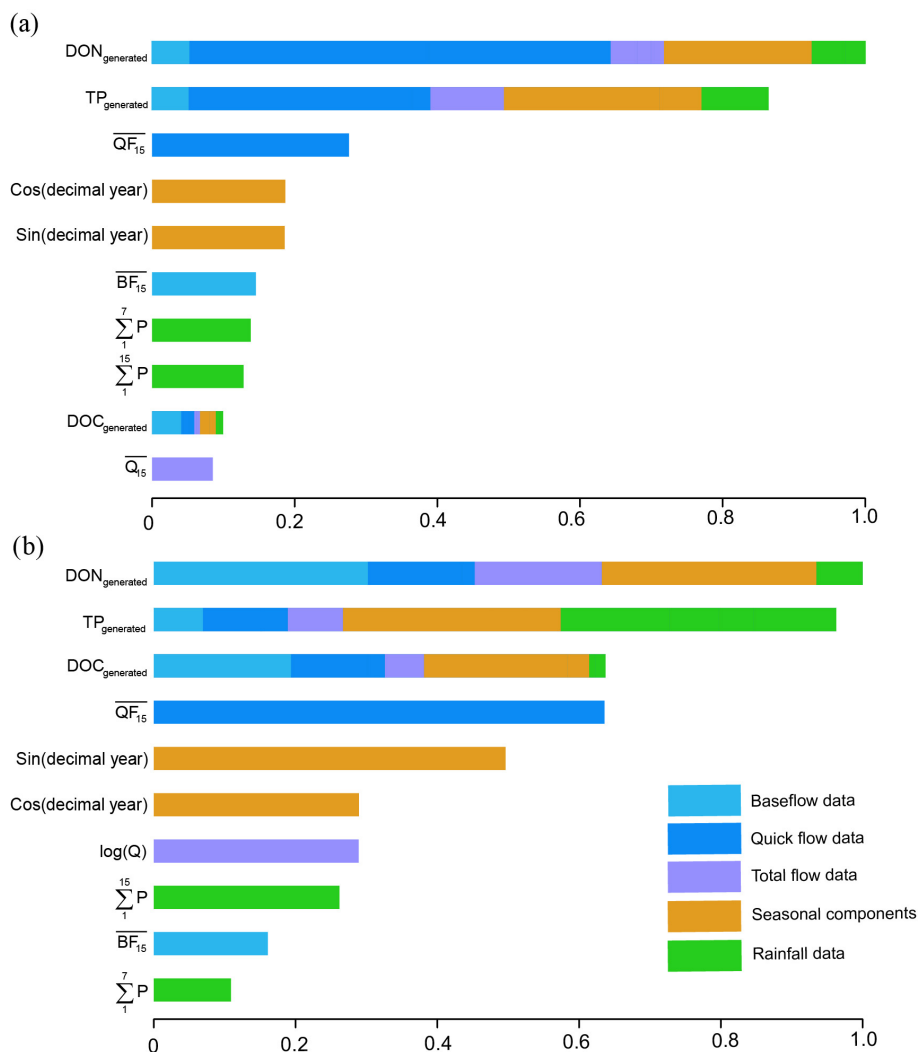 (a)
DONgenerated
TPgenerated
QF15
Cos(decimal year)
Sin(decimal year)
BF15
7
∑ P
1
15
∑ P
1
DOCgenerated
Q15
0 0.2 0.4 0.6 0.8 1.0
(b)
DONgenerated
TPgenerated
DOCgenerated
QF15
Sin(decimal year)
Cos(decimal year)
log(Q)
15
∑ P
1
BF15
7
∑ P
1
0 0.2 0.4 0.6 0.8 1.0
Baseflow data
Quick flow data
Total flow data
Seasonal components
Rainfall data